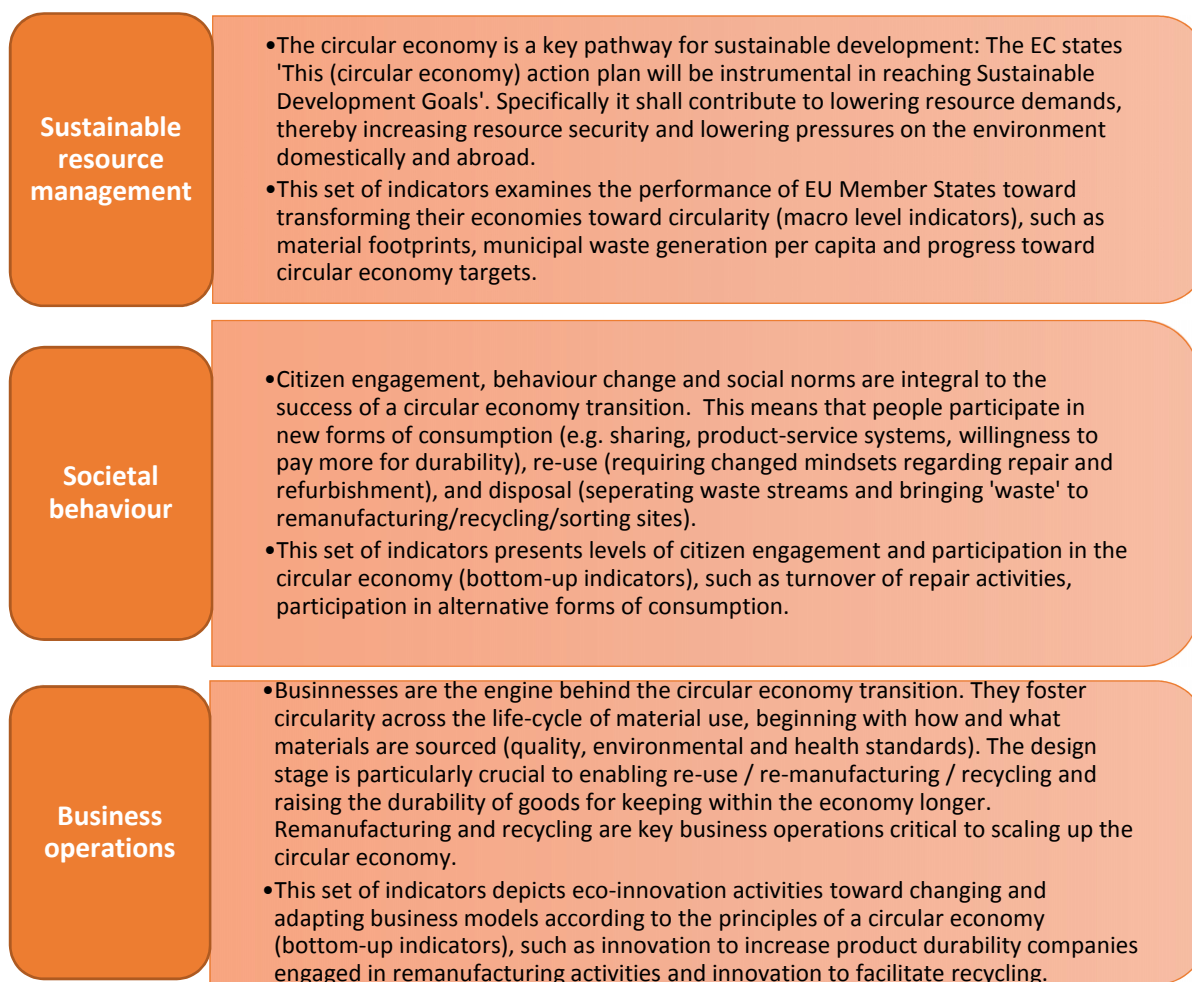 Sustainable
resource
management
•The circular economy is a key pathway for sustainable development: The EC states
'This (circular economy) action plan will be instrumental in reaching Sustainable
Development Goals'. Specifically it shall contribute to lowering resource demands,
thereby increasing resource security and lowering pressures on the environment
domestically and abroad.
•This set of indicators examines the performance of EU Member States toward
transforming their economies toward circularity (macro level indicators), such as
material footprints, municipal waste generation per capita and progress toward
circular economy targets.
Societal
behaviour
•Citizen engagement, behaviour change and social norms are integral to the
success of a circular economy transition.  This means that people participate in
new forms of consumption (e.g. sharing, product-service systems, willingness to
pay more for durability), re-use (requiring changed mindsets regarding repair and
refurbishment), and disposal (seperating waste streams and bringing 'waste' to
remanufacturing/recycling/sorting sites).
•This set of indicators presents levels of citizen engagement and participation in the
circular economy (bottom-up indicators), such as turnover of repair activities,
participation in alternative forms of consumption.
Business
operations
•Businnesses are the engine behind the circular economy transition. They foster
circularity across the life-cycle of material use, beginning with how and what
materials are sourced (quality, environmental and health standards). The design
stage is particularly crucial to enabling re-use / re-manufacturing / recycling and
raising the durability of goods for keeping within the economy longer.
Remanufacturing and recycling are key business operations critical to scaling up the
circular economy.
•This set of indicators depicts eco-innovation activities toward changing and
adapting business models according to the principles of a circular economy
(bottom-up indicators), such as innovation to increase product durability companies
engaged in remanufacturing activities and innovation to facilitate recycling.